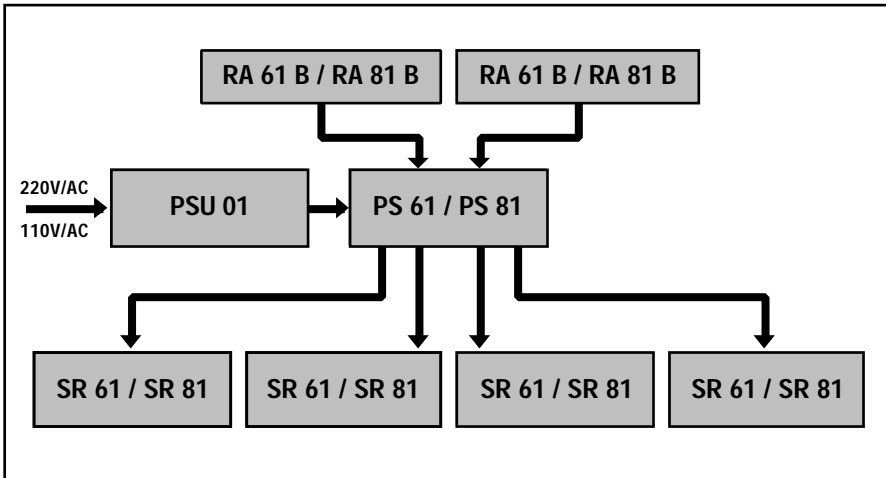 RA 61 B / RA 81 B
RA 61 B / RA 81 B
220V/AC
110V/AC
PSU 01
PS 61 / PS 81
SR 61 / SR 81
SR 61 / SR 81
SR 61 / SR 81
SR 61 / SR 81